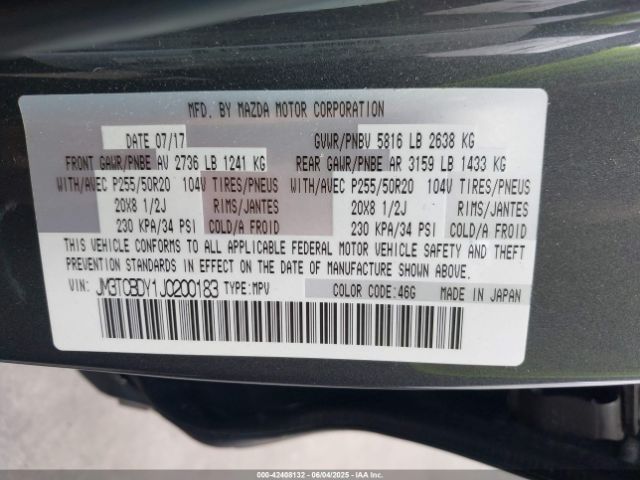 MFD. BY MAZDA MOTOR CORPORATION
DATE 07/17 GVWR/PNBV 5816 LB 2638 KG
FRONT GAWR/PNBE AV 2736 LB 1241 KG REAR GAWR/PNBE AR 3159 LB 1433 KG
WITH/AVEC P255/50R20 104V TIRES/PNEUS WITH/AVEC P255/50R20 104V TIRES/PNEUS
20X8 1/2J RIMS/JANTES 20X8 1/2J RIMS/JANTES
230 KPA/34 PSI COLD/A FROID 230 KPA/34 PSI COLD/A FROID
THIS VEHICLE CONFORMS TO ALL APPLICABLE FEDERAL MOTOR VEHICLE SAFETY AND THEFT
PREVENTION STANDARDS IN EFFECT ON THE DATE OF MANUFACTURE SHOWN ABOVE.
VIN: JM3TCBDY1J0200183 TYPE:MPV COLOR CODE:46G MADE IN JAPAN
000-42408132 - 06/04/2025 - IAA Inc.